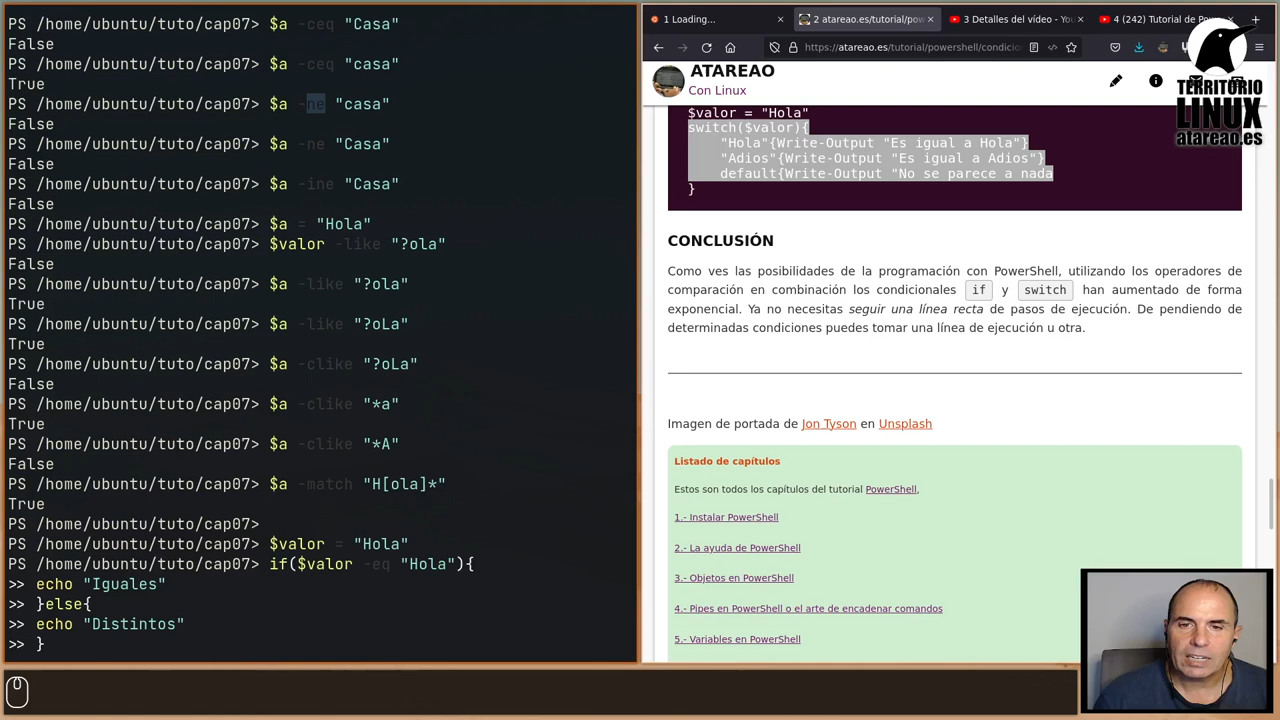 PS /home/ubuntu/tuto/cap07> $a -ceq "Casa"
False
PS /home/ubuntu/tuto/cap07> $a -ceq "casa"
True
PS /home/ubuntu/tuto/cap07> $a -ne "casa"
False
PS /home/ubuntu/tuto/cap07> $a -ne "Casa"
False
PS /home/ubuntu/tuto/cap07> $a -ine "Casa"
False
PS /home/ubuntu/tuto/cap07> $a = "Hola"
PS /home/ubuntu/tuto/cap07> $valor -like "?ola"
False
PS /home/ubuntu/tuto/cap07> $a -like "?ola"
True
PS /home/ubuntu/tuto/cap07> $a -like "?oLa"
True
PS /home/ubuntu/tuto/cap07> $a -clike "?oLa"
False
PS /home/ubuntu/tuto/cap07> $a -clike "*a"
True
PS /home/ubuntu/tuto/cap07> $a -clike "*A"
False
PS /home/ubuntu/tuto/cap07> $a -match "H[ola]*"
True
PS /home/ubuntu/tuto/cap07>
PS /home/ubuntu/tuto/cap07> $valor = "Hola"
PS /home/ubuntu/tuto/cap07> if($valor -eq "Hola"){
>> echo "Iguales"
>> }else{
>> echo "Distintos"
>> }
1 Loading...
2 atareao.es/tutorial/pow
3 Detalles del vídeo - You
4 (242) Tutorial de Powe
https://atareao.es/tutorial/powershell/condicio
ATAREAO
Con Linux
TERRITORIO
LINUX
atareao.es
$valor = "Hola"
switch($valor){
"Hola"{Write-Output "Es igual a Hola"}
"Adios"{Write-Output "Es igual a Adios"}
default{Write-Output "No se parece a nada
}
CONCLUSIÓN
Como ves las posibilidades de la programación con PowerShell, utilizando los operadores de
comparación en combinación los condicionales if y switch han aumentado de forma
exponencial. Ya no necesitas seguir una línea recta de pasos de ejecución. De pendiendo de
determinadas condiciones puedes tomar una línea de ejecución u otra.
Imagen de portada de Jon Tyson en Unsplash
Listado de capítulos
Estos son todos los capítulos del tutorial PowerShell,
1.- Instalar PowerShell
2.- La ayuda de PowerShell
3.- Objetos en PowerShell
4.- Pipes en PowerShell o el arte de encadenar comandos
5.- Variables en PowerShell